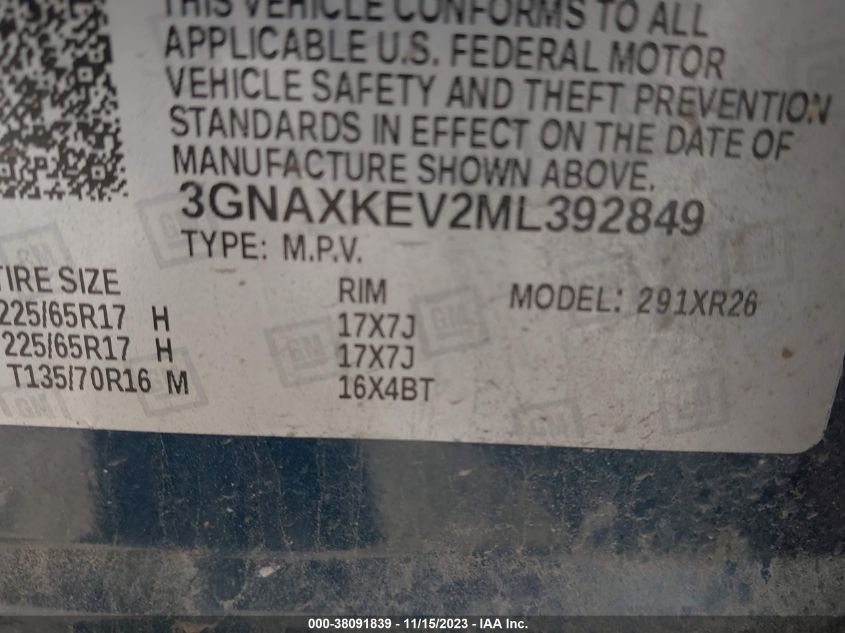 THIS VEHICLE CONFORMS TO ALL
APPLICABLE U.S. FEDERAL MOTOR
VEHICLE SAFETY AND THEFT PREVENTION
STANDARDS IN EFFECT ON THE DATE OF
MANUFACTURE SHOWN ABOVE.
3GNAXKEV2ML392849
TYPE: M.P.V.
TIRE SIZE RIM MODEL: 291XR26
225/65R17 H 17X7J
225/65R17 H 17X7J
T135/70R16 M 16X4BT
GM
000-38091839 - 11/15/2023 - IAA Inc.